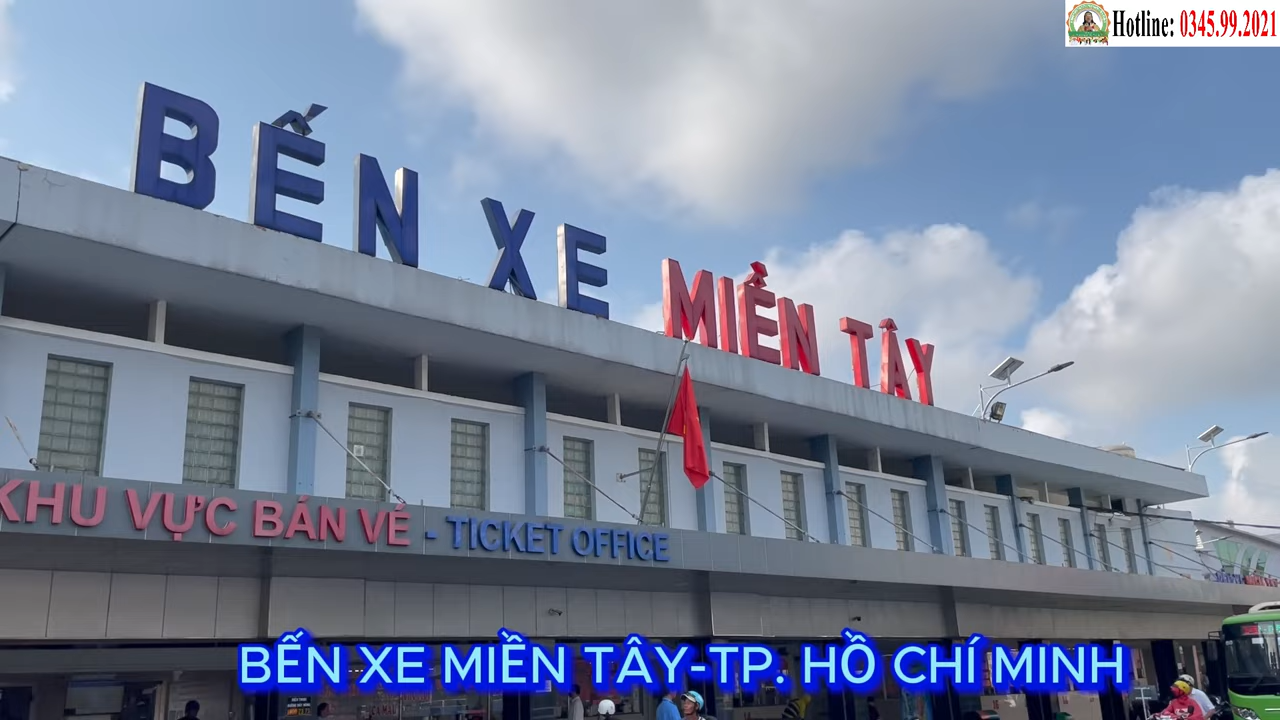 Hotline: 0345.99.2021
BẾN XE MIỀN TÂY
KHU VỰC BÁN VÉ - TICKET OFFICE
BẾN XE MIỀN TÂY-TP. HỒ CHÍ MINH